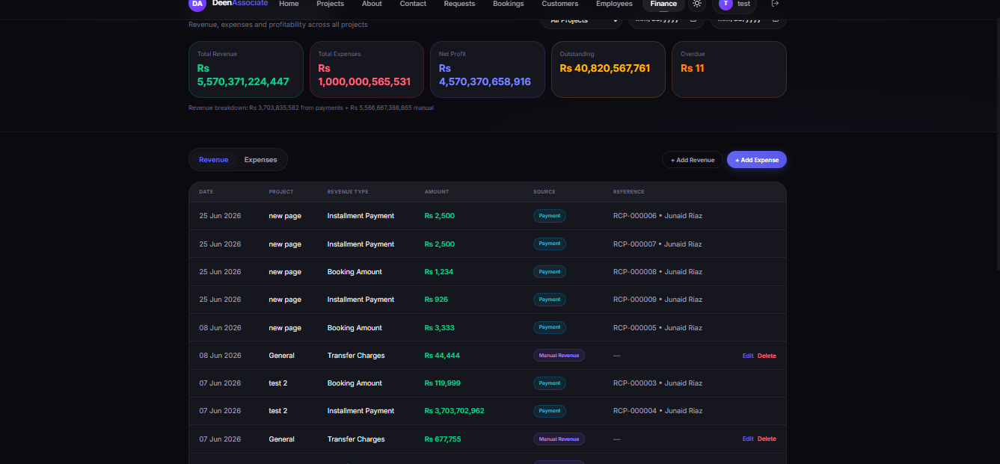 DA DeenAssociate Home Projects About Contact Requests Bookings Customers Employees Finance T test
Revenue, expenses and profitability across all projects
All Projects
Total Revenue
Rs
5,570,371,224,447
Total Expenses
Rs
1,000,000,565,531
Net Profit
Rs
4,570,370,658,916
Outstanding
Rs 40,820,567,761
Overdue
Rs 11
Revenue breakdown: Rs 3,703,835,582 from payments + Rs 5,566,667,388,865 manual
Revenue Expenses + Add Revenue + Add Expense
DATE PROJECT REVENUE TYPE AMOUNT SOURCE REFERENCE
25 Jun 2026 new page Installment Payment Rs 2,500 Payment RCP-000006 • Junaid Riaz
25 Jun 2026 new page Installment Payment Rs 2,500 Payment RCP-000007 • Junaid Riaz
25 Jun 2026 new page Booking Amount Rs 1,234 Payment RCP-000008 • Junaid Riaz
25 Jun 2026 new page Installment Payment Rs 926 Payment RCP-000009 • Junaid Riaz
08 Jun 2026 new page Booking Amount Rs 3,333 Payment RCP-000005 • Junaid Riaz
08 Jun 2026 General Transfer Charges Rs 44,444 Manual Revenue — Edit Delete
07 Jun 2026 test 2 Booking Amount Rs 119,999 Payment RCP-000003 • Junaid Riaz
07 Jun 2026 test 2 Installment Payment Rs 3,703,702,962 Payment RCP-000004 • Junaid Riaz
07 Jun 2026 General Transfer Charges Rs 677,755 Manual Revenue — Edit Delete